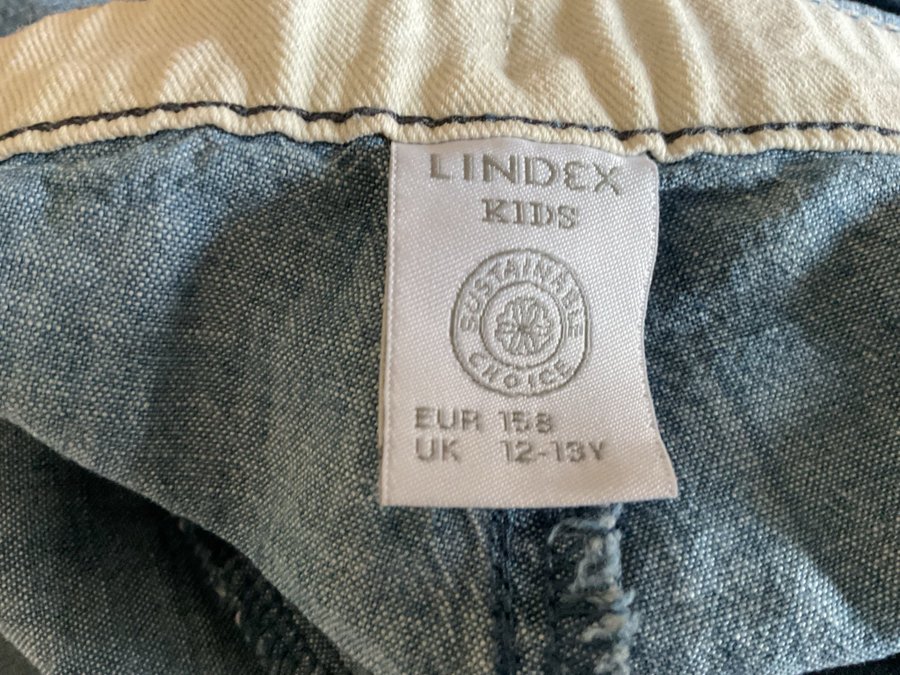 LINDEX
KIDS
SUSTAINABLE
CHOICE
EUR 158
UK 12-13Y